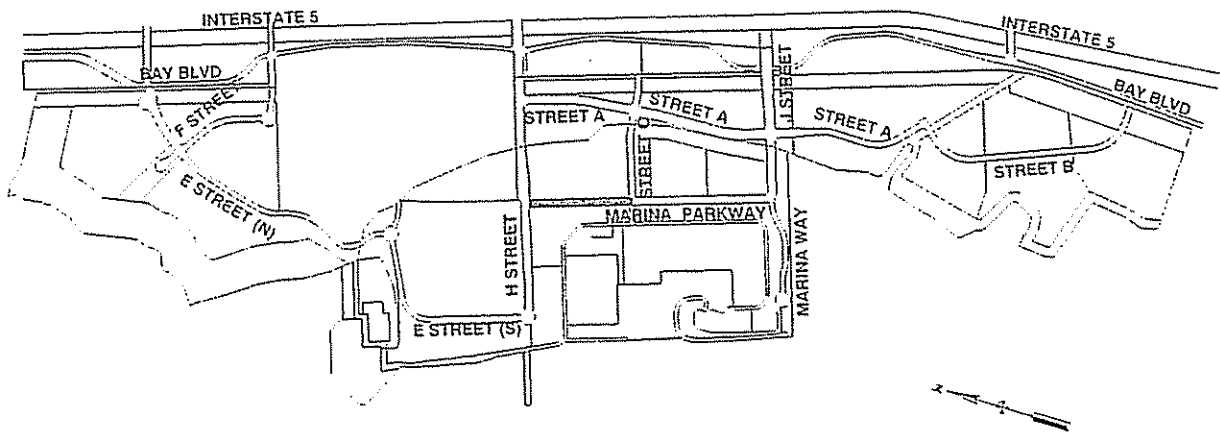 INTERSTATE 5
INTERSTATE 5
BAY BLVD
BAY BLVD
F STREET
J STREET
STREET A
STREET A
STREET A
STREET C
STREET B
E STREET (N)
MARINA PARKWAY
H STREET
MARINA WAY
E STREET (S)